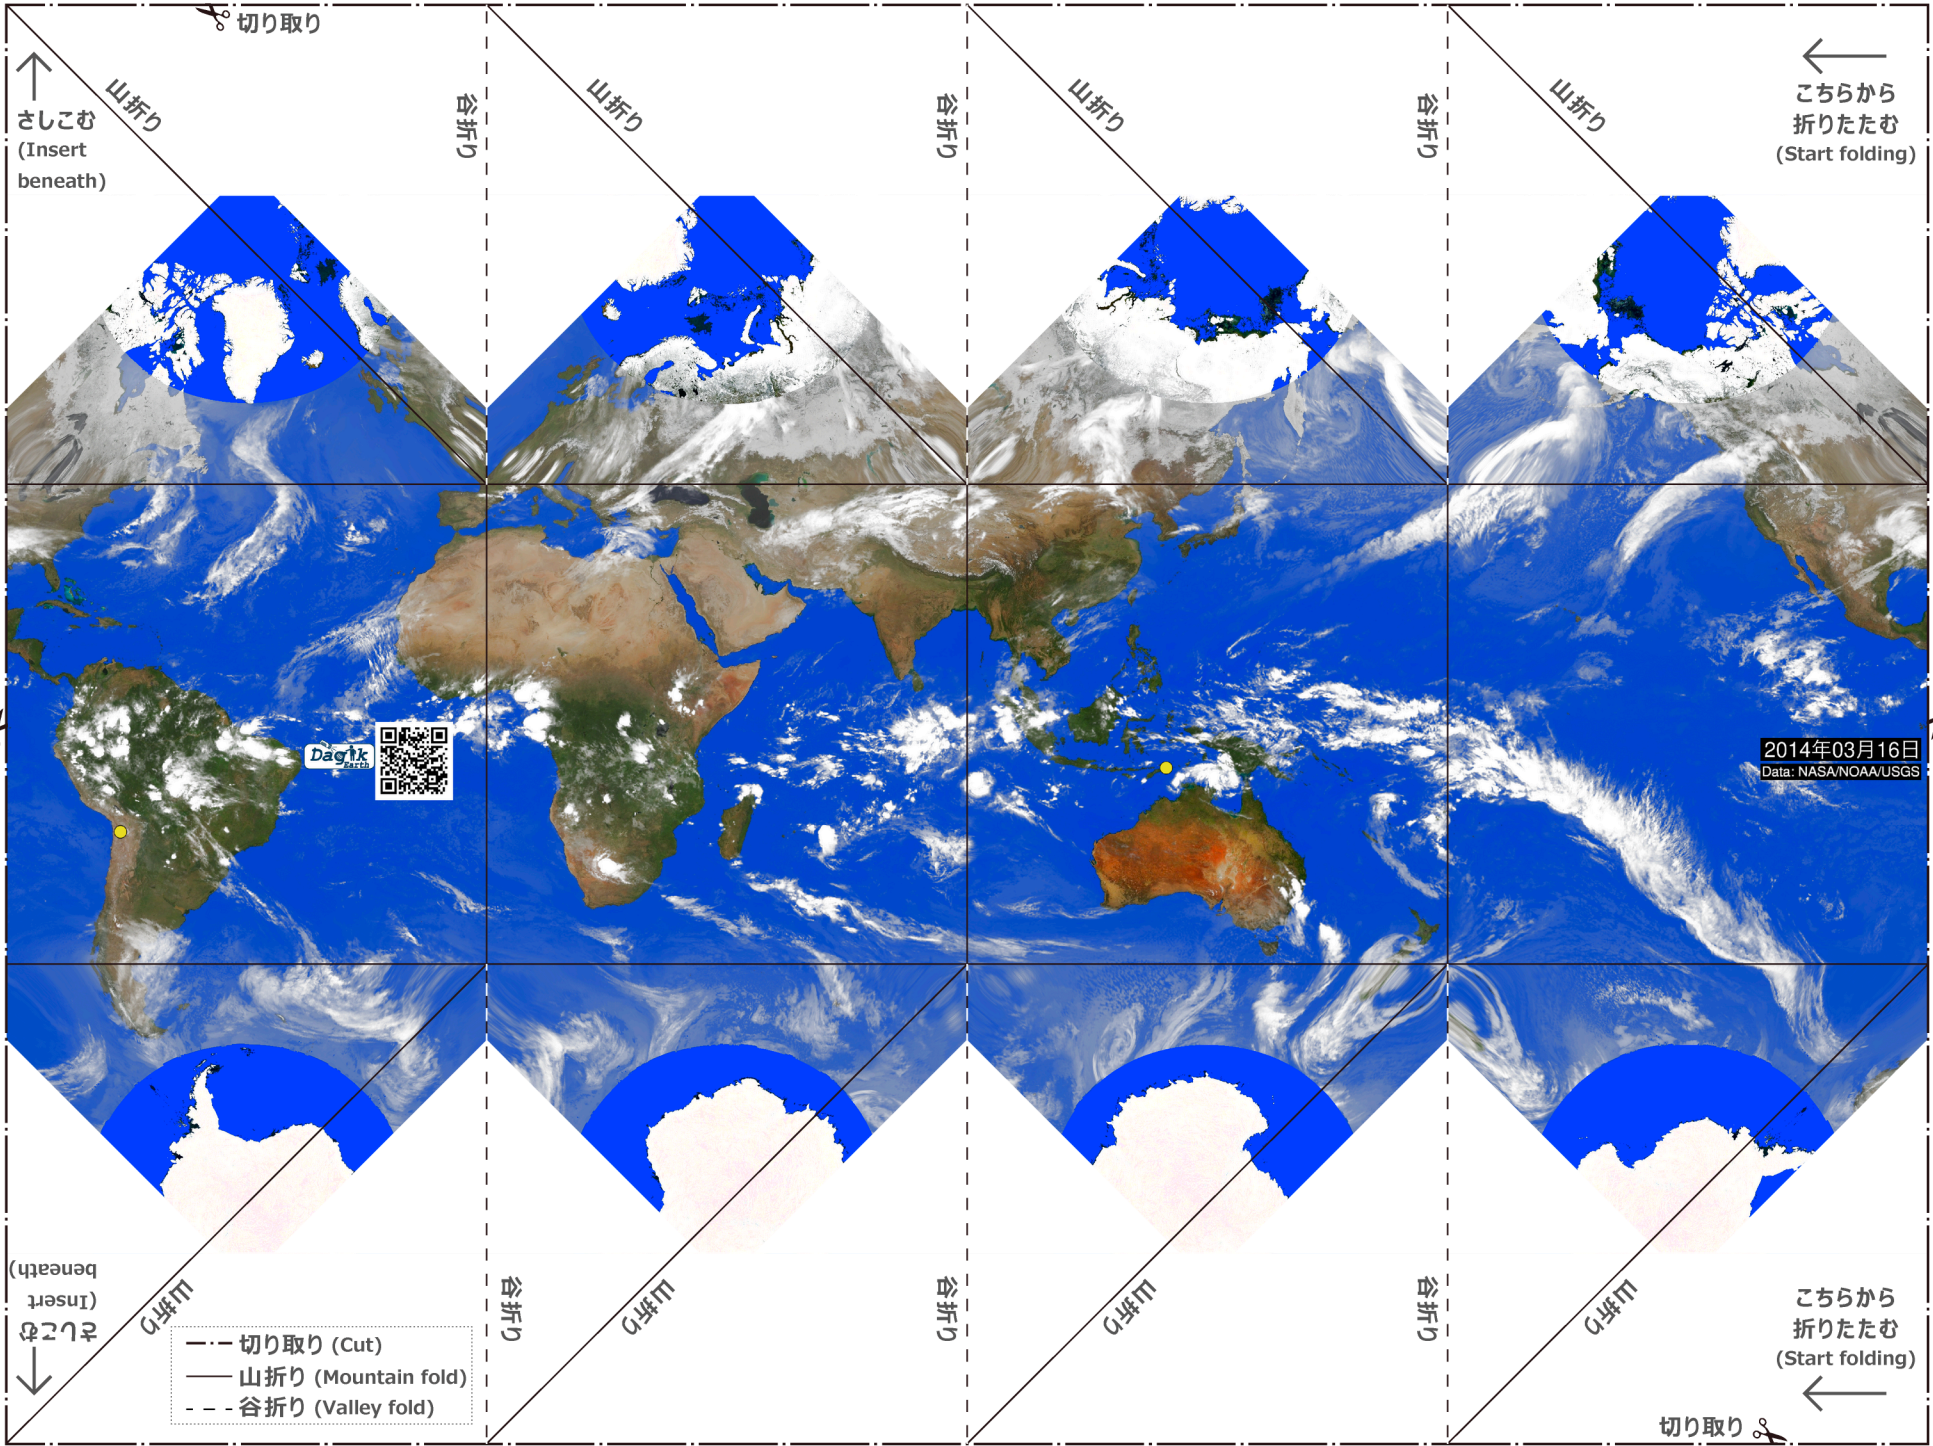 切り取り
山折り
谷折り
山折り
谷折り
山折り
谷折り
山折り
さしこむ
(Insert
beneath)
こちらから
折りたたむ
(Start folding)
Dagik
Earth
2014年03月16日
Data: NASA/NOAA/USGS
さしこむ
(Insert
beneath)
山折り
谷折り
山折り
谷折り
山折り
谷折り
山折り
こちらから
折りたたむ
(Start folding)
切り取り (Cut)
山折り (Mountain fold)
谷折り (Valley fold)
切り取り